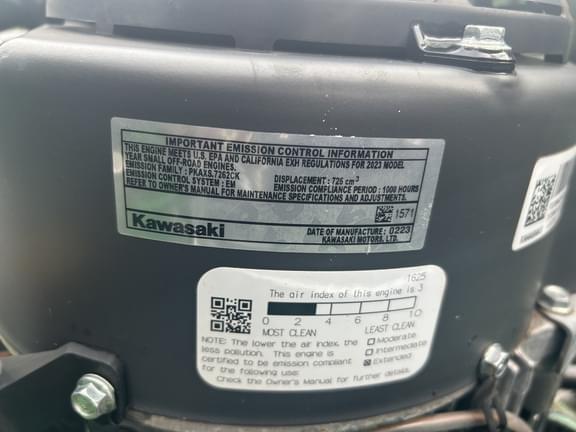 IMPORTANT EMISSION CONTROL INFORMATION
THIS ENGINE MEETS U.S. EPA AND CALIFORNIA EXH REGULATIONS FOR 2023 MODEL
YEAR SMALL OFF-ROAD ENGINES.
EMISSION FAMILY : PKAXS.7262CK DISPLACEMENT : 726 cm³
EMISSION CONTROL SYSTEM : EM EMISSION COMPLIANCE PERIOD : 1000 HOURS
REFER TO OWNER'S MANUAL FOR MAINTENANCE SPECIFICATIONS AND ADJUSTMENTS.
1571
Kawasaki
DATE OF MANUFACTURE : 0223
KAWASAKI MOTORS, LTD.
1625
The air index of this engine is 3
0 2 4 6 8 10
MOST CLEAN LEAST CLEAN
NOTE: The lower the air index, the
less pollution. This engine is
certified to be emission compliant
for the following use:
Moderate
Intermediate
Extended
Check the Owner's Manual for further details.